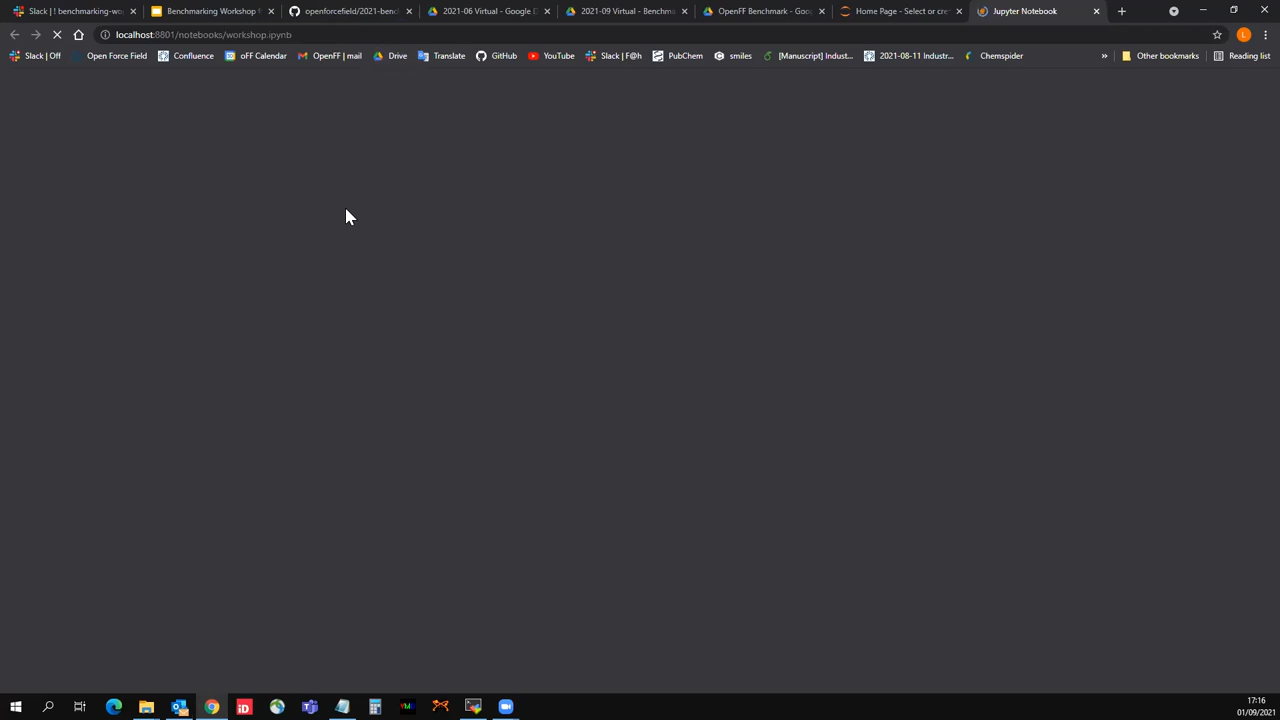 Slack | ! benchmarking-wo
Benchmarking Workshop f
openforcefield/2021-benc
2021-06 Virtual - Google D
2021-09 Virtual - Benchma
OpenFF Benchmark - Goo
Home Page - Select or cre
Jupyter Notebook
localhost:8801/notebooks/workshop.ipynb
L
Slack | Off
Open Force Field
Confluence
oFF Calendar
OpenFF | mail
Drive
Translate
GitHub
YouTube
Slack | F@h
PubChem
smiles
[Manuscript] Indust...
2021-08-11 Industr...
Chemspider
»
Other bookmarks
Reading list
iD
17:16
01/09/2021